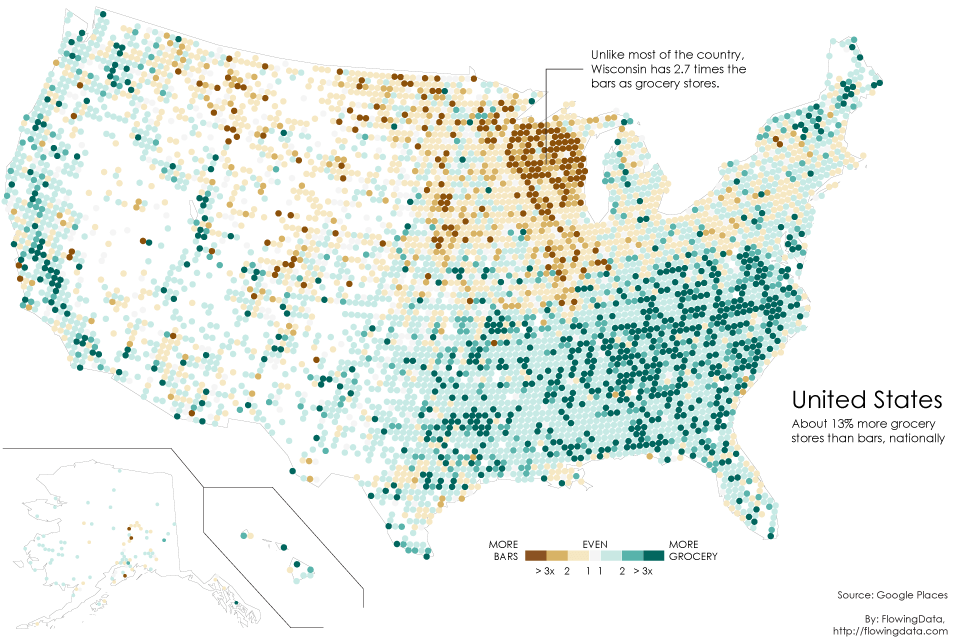 Unlike most of the country,
Wisconsin has 2.7 times the
bars as grocery stores.
United States
About 13% more grocery
stores than bars, nationally
MORE BARS
EVEN
MORE GROCERY
> 3x 2 1 1 2 > 3x
Source: Google Places
By: FlowingData,
http://flowingdata.com